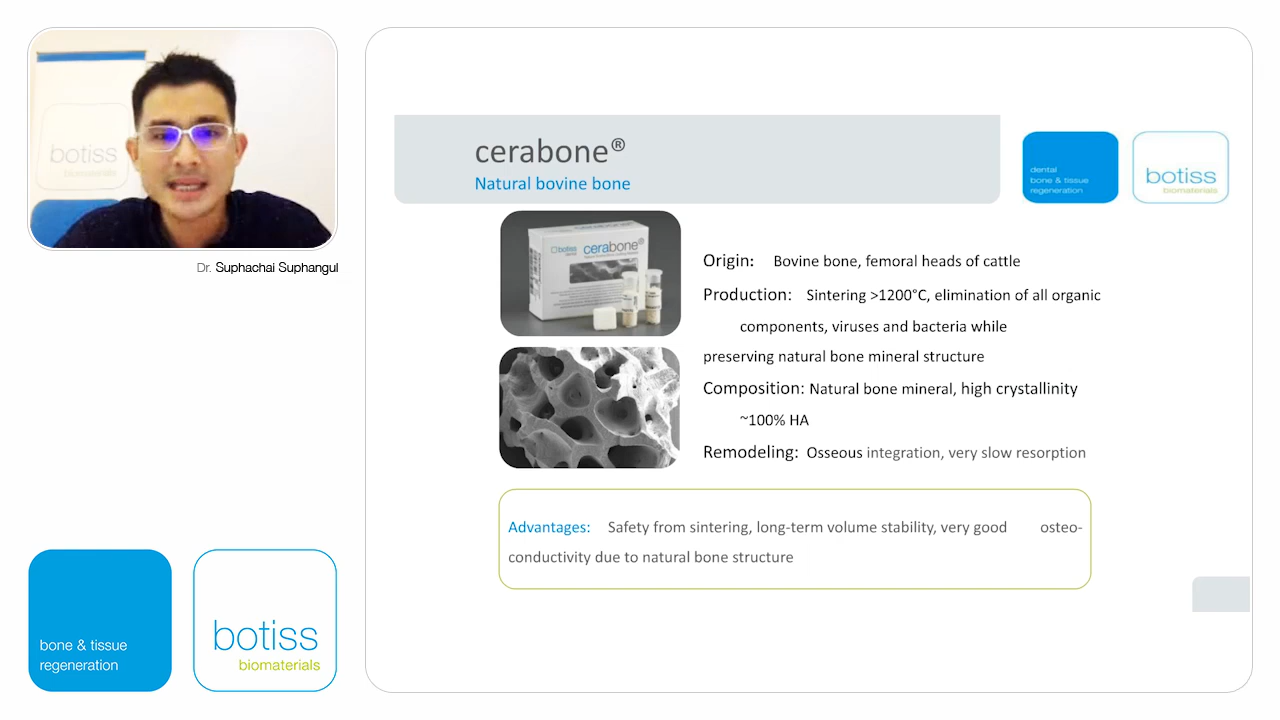 botiss
biomaterials
Dr. Suphachai Suphangul
cerabone®
Natural bovine bone
dental
bone & tissue
regeneration
botiss
biomaterials
botiss
cerabone®
Origin: Bovine bone, femoral heads of cattle
Production: Sintering >1200°C, elimination of all organic
components, viruses and bacteria while
preserving natural bone mineral structure
Composition: Natural bone mineral, high crystallinity
~100% HA
Remodeling: Osseous integration, very slow resorption
Advantages: Safety from sintering, long-term volume stability, very good osteo-
conductivity due to natural bone structure
bone & tissue
regeneration
botiss
biomaterials